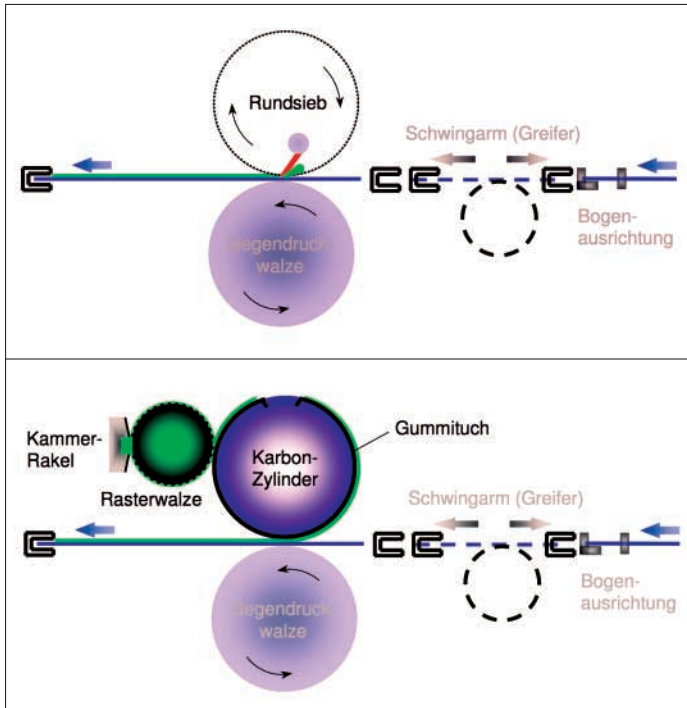 Rundsieb
Schwingarm (Greifer)
Gegendruck
walze
Bogen-
ausrichtung
Kammer-
Rakel
Rasterwalze
Karbon-
Zylinder
Gummituch
Schwingarm (Greifer)
Gegendruck
walze
Bogen-
ausrichtung